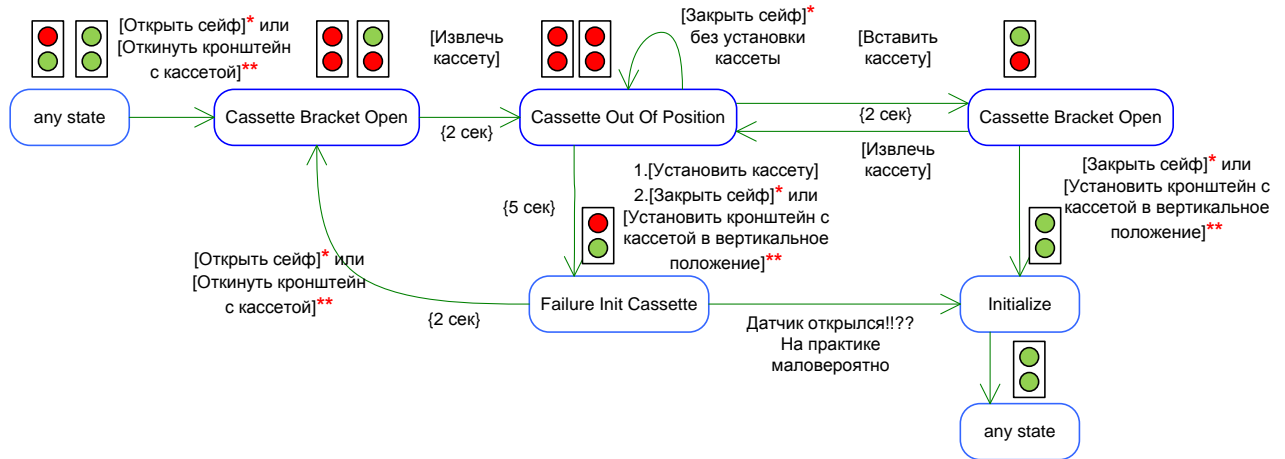 [Открыть сейф]* или
[Откинуть кронштейн
с кассетой]**
[Извлечь
кассету]
[Закрыть сейф]*
без установки
кассеты
[Вставить
кассету]
any state
Cassette Bracket Open
{2 сек}
Cassette Out Of Position
{2 сек}
Cassette Bracket Open
[Извлечь
кассету]
1.[Установить кассету]
2.[Закрыть сейф]* или
[Установить кронштейн с
кассетой в вертикальное
положение]**
{5 сек}
[Закрыть сейф]* или
[Установить кронштейн с
кассетой в вертикальное
положение]**
[Открыть сейф]* или
[Откинуть кронштейн
с кассетой]**
{2 сек}
Failure Init Cassette
Датчик открылся!!??
На практике
маловероятно
Initialize
any state